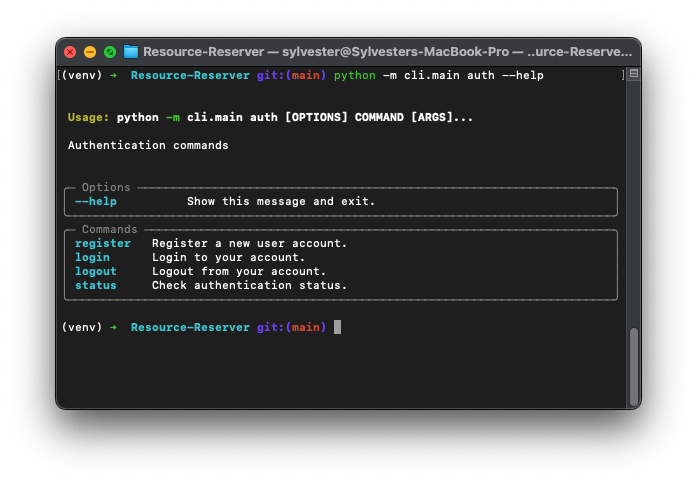 Resource-Reserver — sylvester@Sylvesters-MacBook-Pro — ..urce-Reserve...
[(venv) ➜  Resource-Reserver git:(main) python -m cli.main auth --help ]
Usage: python -m cli.main auth [OPTIONS] COMMAND [ARGS]...
Authentication commands
Options
--help          Show this message and exit.
Commands
register   Register a new user account.
login      Login to your account.
logout     Logout from your account.
status     Check authentication status.
(venv) ➜  Resource-Reserver git:(main)